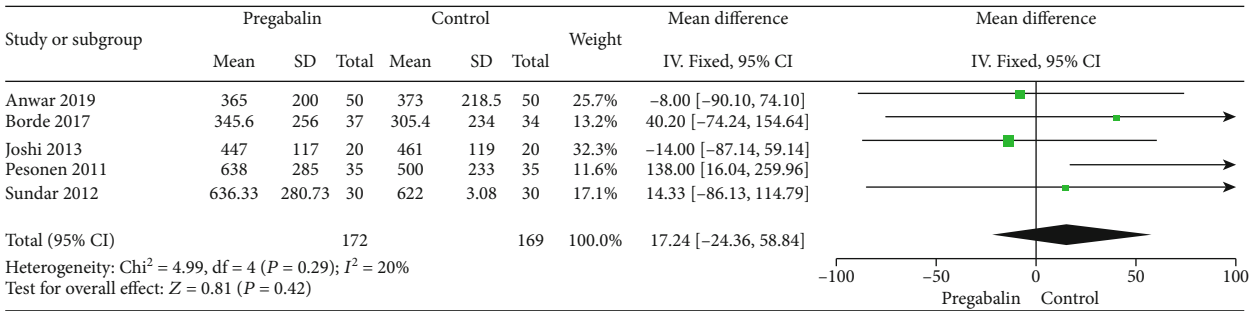 Pregabalin Control Mean difference Mean difference
Study or subgroup Weight
Mean SD Total Mean SD Total IV. Fixed, 95% CI IV. Fixed, 95% CI
Anwar 2019 365 200 50 373 218.5 50 25.7% –8.00 [–90.10, 74.10]
Borde 2017 345.6 256 37 305.4 234 34 13.2% 40.20 [–74.24, 154.64]
Joshi 2013 447 117 20 461 119 20 32.3% –14.00 [–87.14, 59.14]
Pesonen 2011 638 285 35 500 233 35 11.6% 138.00 [16.04, 259.96]
Sundar 2012 636.33 280.73 30 622 3.08 30 17.1% 14.33 [–86.13, 114.79]
Total (95% CI) 172 169 100.0% 17.24 [–24.36, 58.84]
Heterogeneity: Chi² = 4.99, df = 4 (P = 0.29); I² = 20%
Test for overall effect: Z = 0.81 (P = 0.42)
–100 –50 0 50 100
Pregabalin Control